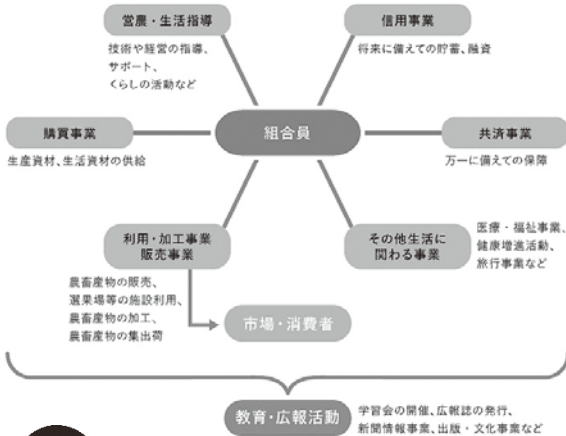 営農・生活指導
技術や経営の指導、
サポート、
くらしの活動など
信用事業
将来に備えての貯蓄、融資
購買事業
生産資材、生活資材の供給
組合員
共済事業
万一に備えての保障
利用・加工事業
販売事業
農畜産物の販売、
選果場等の施設利用、
農畜産物の加工、
農畜産物の集出荷
その他生活に
関わる事業
医療・福祉事業、
健康増進活動、
旅行事業など
市場・消費者
教育・広報活動
学習会の開催、広報誌の発行、
新聞情報事業、出版・文化事業など